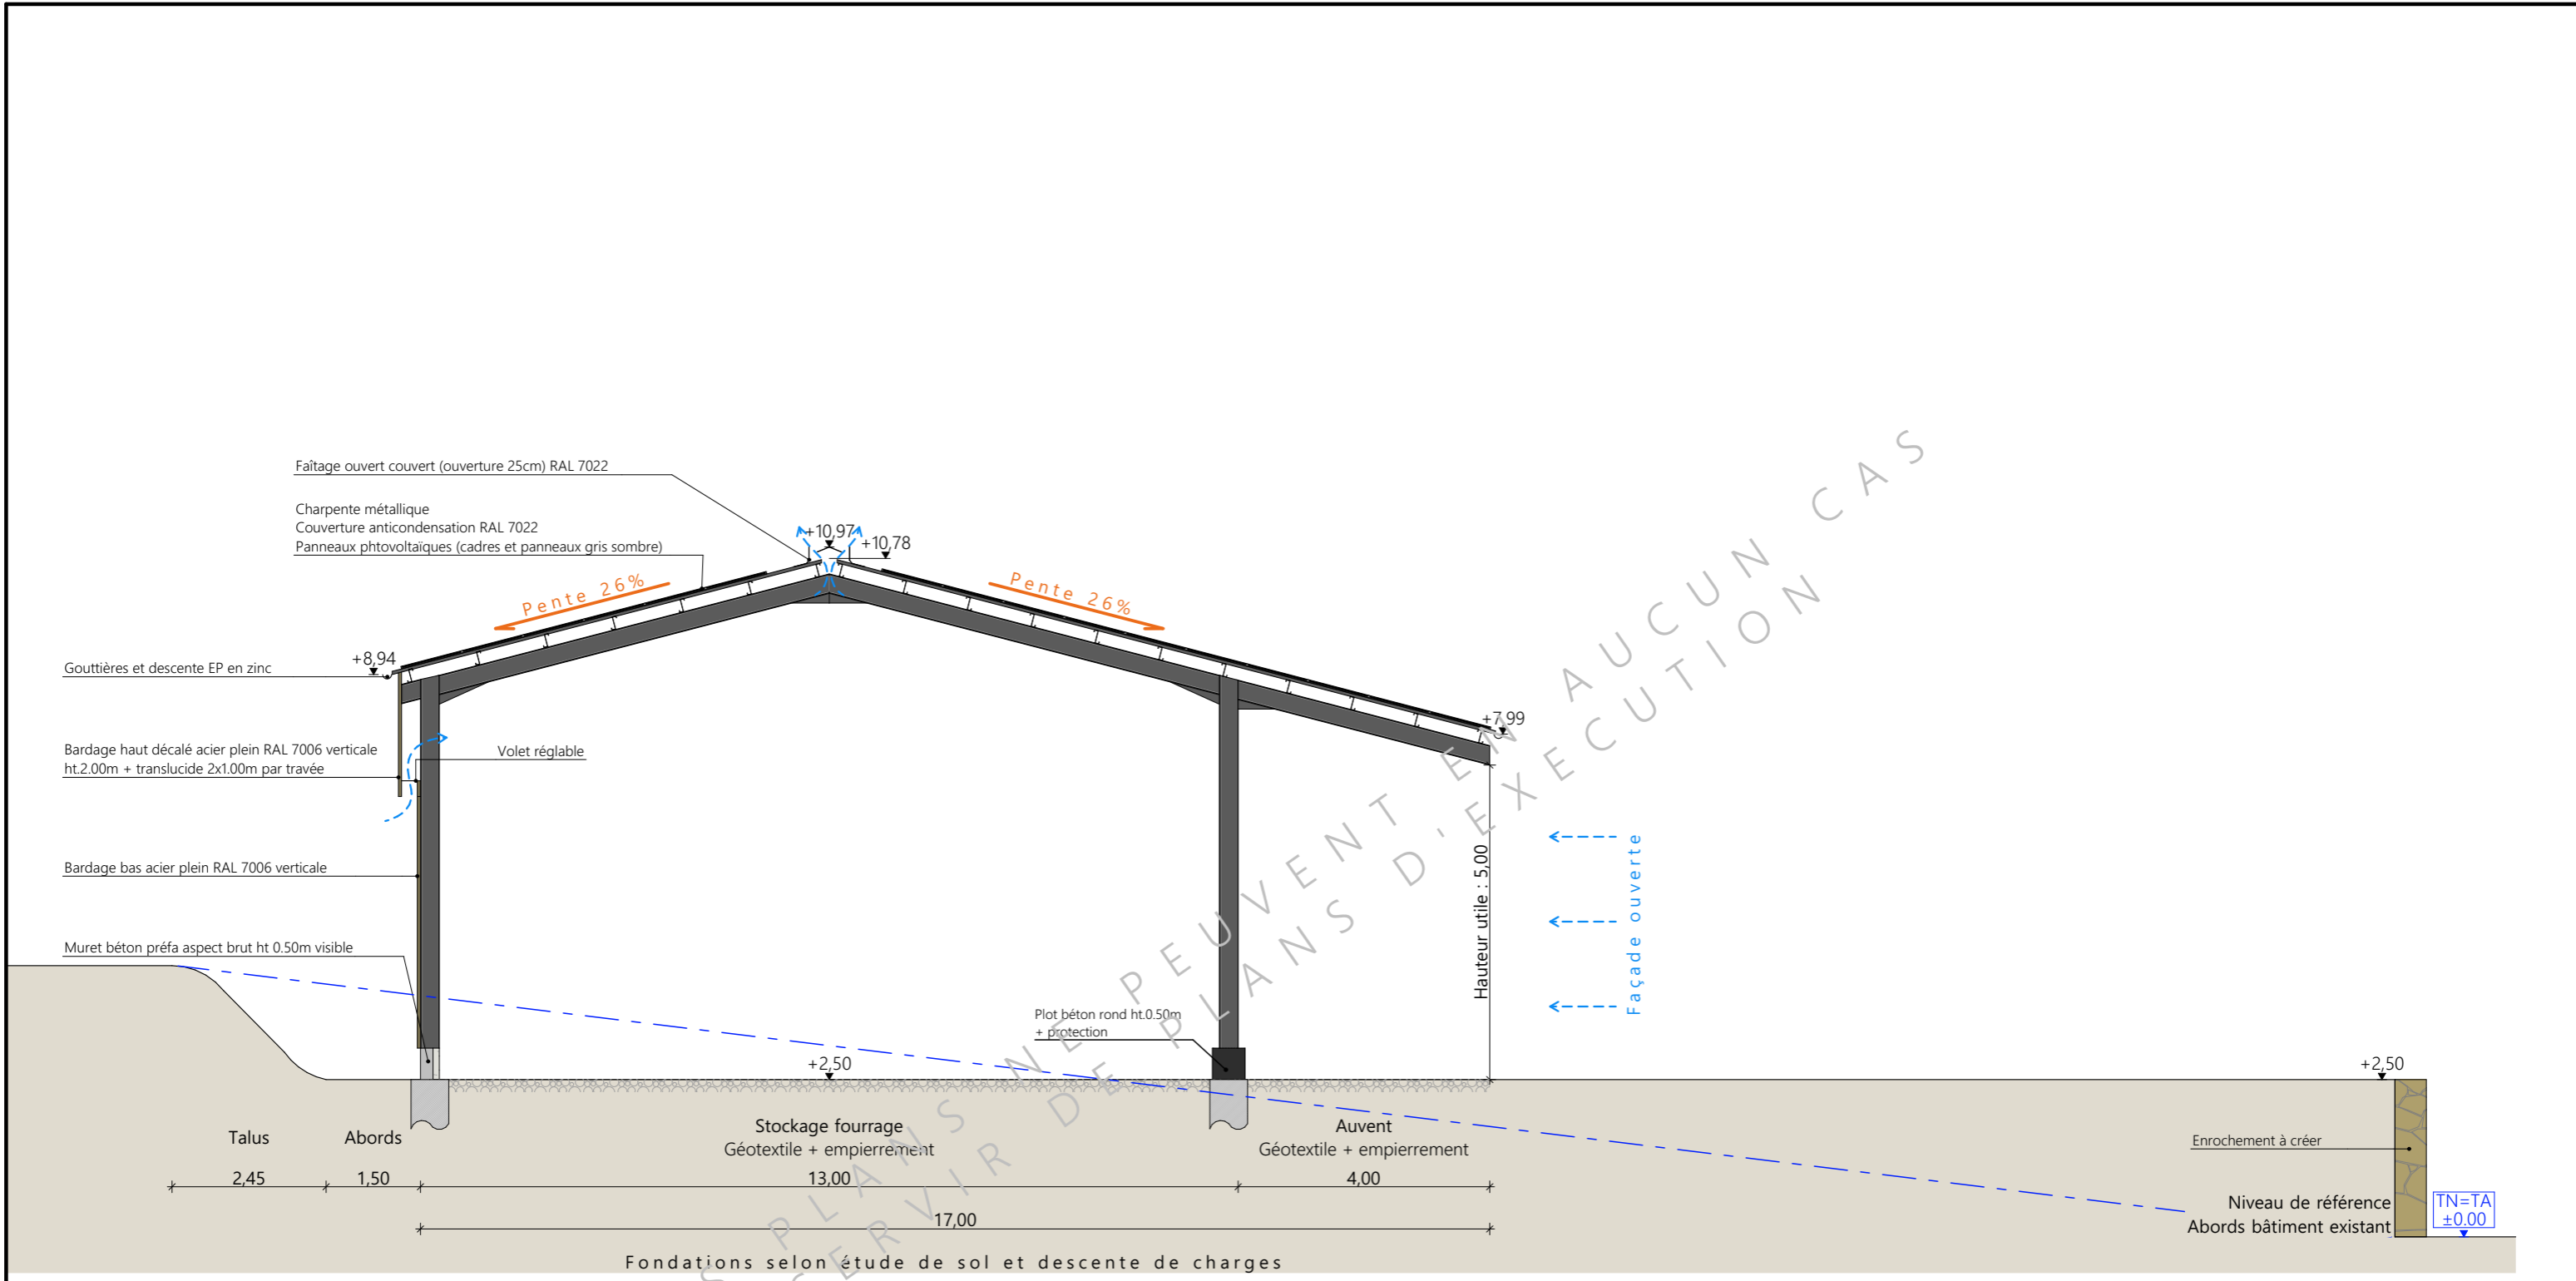 Faîtage ouvert couvert (ouverture 25cm) RAL 7022
Charpente métallique
Couverture anticondensation RAL 7022
Panneaux phtovoltaïques (cadres et panneaux gris sombre)
+10,97
+10,78
Pente 26%
Pente 26%
Gouttières et descente EP en zinc
+8,94
+7,99
Bardage haut décalé acier plein RAL 7006 verticale
ht.2.00m + translucide 2x1.00m par travée
Volet réglable
Bardage bas acier plein RAL 7006 verticale
Hauteur utile : 5,00
Façade ouverte
Muret béton préfa aspect brut ht 0.50m visible
Plot béton rond ht.0.50m
+ protection
+2,50
+2,50
Talus
Abords
Stockage fourrage
Géotextile + empierrement
Auvent
Géotextile + empierrement
Enrochement à créer
2,45
1,50
13,00
4,00
17,00
Niveau de référence
Abords bâtiment existant
TN=TA
±0.00
Fondations selon étude de sol et descente de charges
PLANS NE PEUVENT EN AUCUN CAS
SERVIR DE PLANS D'EXECUTION